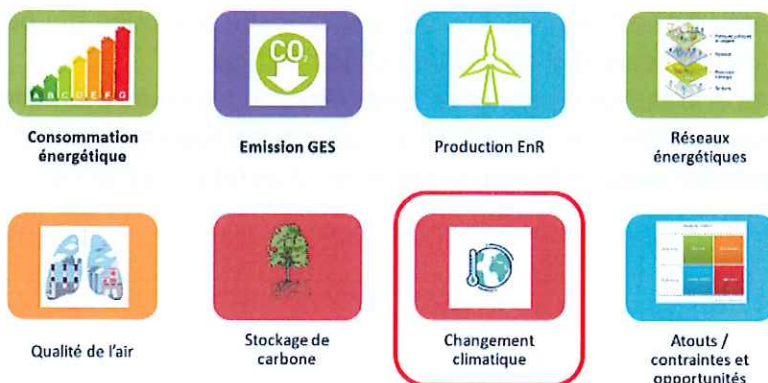 A B C D E F G
CO₂
Consommation
énergétique
Emission GES
Production EnR
Réseaux
énergétiques
Qualité de l'air
Stockage de
carbone
Changement
climatique
Atouts /
contraintes et
opportunités